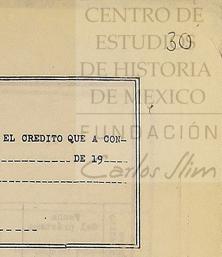 CENTRO DE
ESTUDIOS
30
DE HISTORIA
DE MEXICO
FUNDACIÓN
EL CREDITO QUE A CON-
DE 19
Carlos Slim